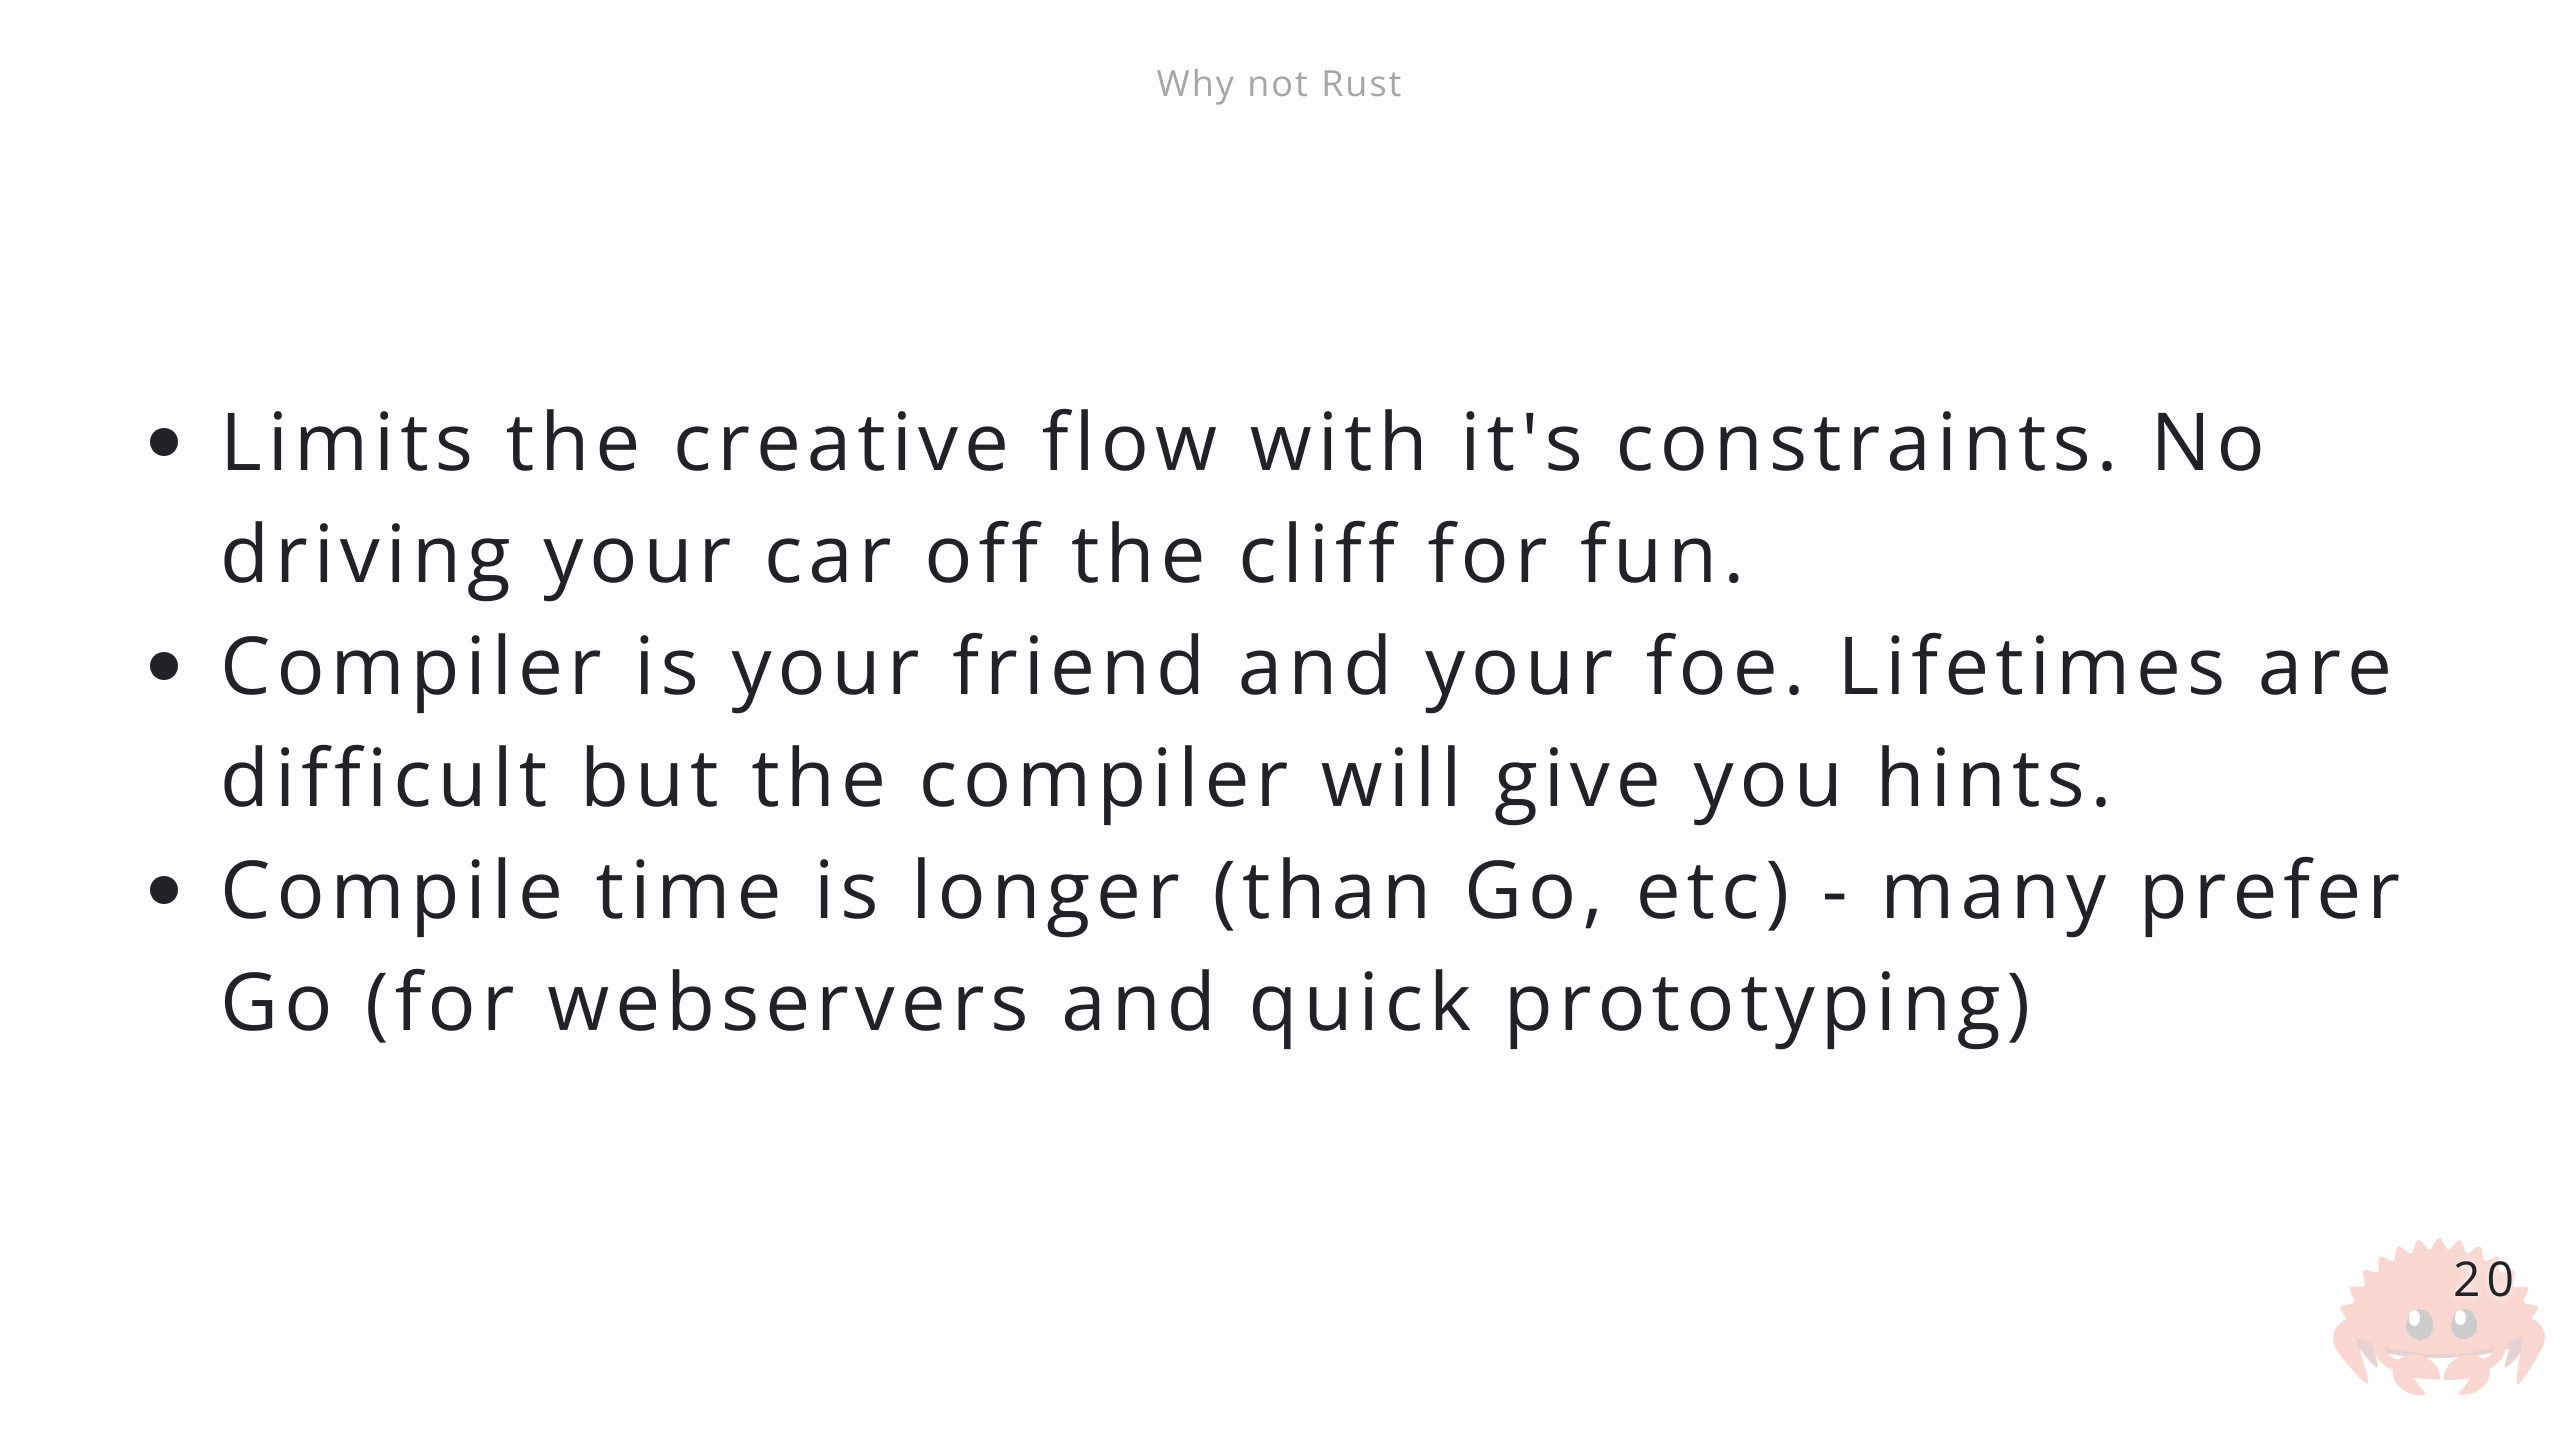 Why not Rust
• Limits the creative flow with it's constraints. No
driving your car off the cliff for fun.
• Compiler is your friend and your foe. Lifetimes are
difficult but the compiler will give you hints.
• Compile time is longer (than Go, etc) - many prefer
Go (for webservers and quick prototyping)
20